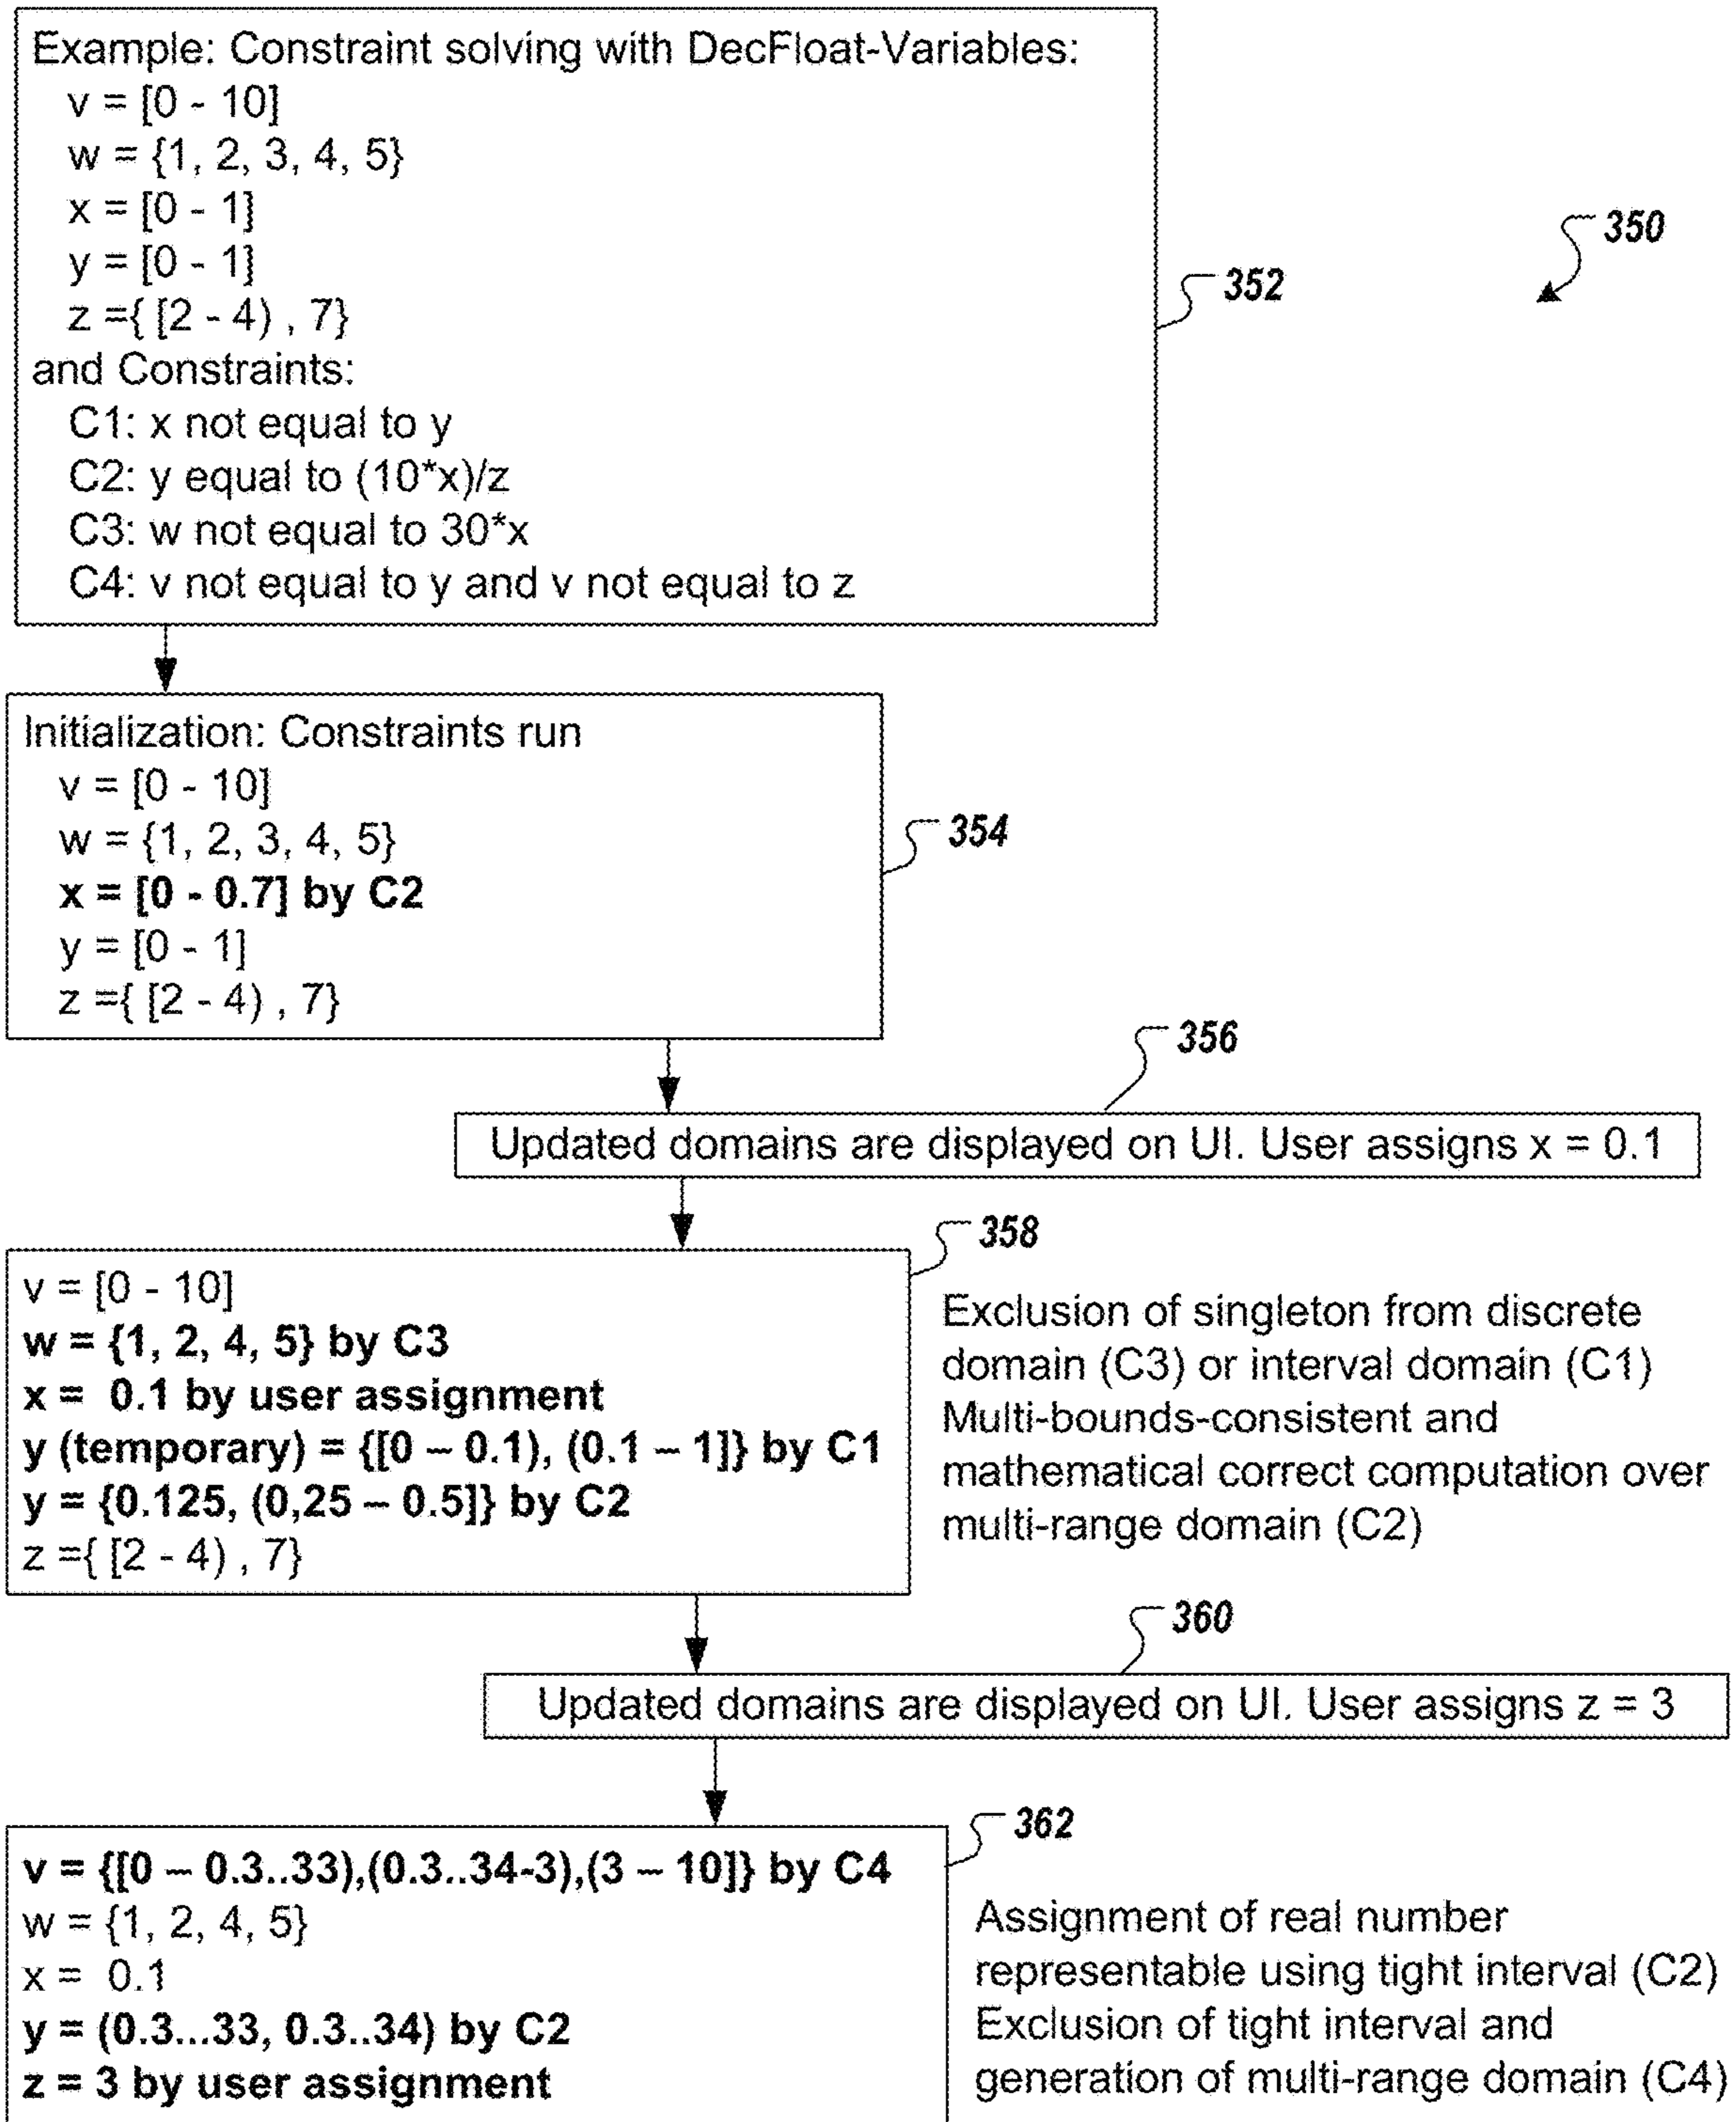 Example: Constraint solving with DecFloat-Variables:
v = [0 - 10]
w = {1, 2, 3, 4, 5}
x = [0 - 1]
y = [0 - 1]
z ={ [2 - 4) , 7}
and Constraints:
C1: x not equal to y
C2: y equal to (10*x)/z
C3: w not equal to 30*x
C4: v not equal to y and v not equal to z
350
352
Initialization: Constraints run
v = [0 - 10]
w = {1, 2, 3, 4, 5}
x = [0 - 0.7] by C2
y = [0 - 1]
z ={ [2 - 4) , 7}
354
356
Updated domains are displayed on UI. User assigns x = 0.1
358
v = [0 - 10]
w = {1, 2, 4, 5} by C3
x = 0.1 by user assignment
y (temporary) = {[0 – 0.1), (0.1 – 1]} by C1
y = {0.125, (0,25 – 0.5]} by C2
z ={ [2 - 4) , 7}
Exclusion of singleton from discrete
domain (C3) or interval domain (C1)
Multi-bounds-consistent and
mathematical correct computation over
multi-range domain (C2)
360
Updated domains are displayed on UI. User assigns z = 3
362
v = {[0 – 0.3..33),(0.3..34-3),(3 – 10]} by C4
w = {1, 2, 4, 5}
x = 0.1
y = (0.3...33, 0.3..34) by C2
z = 3 by user assignment
Assignment of real number
representable using tight interval (C2)
Exclusion of tight interval and
generation of multi-range domain (C4)